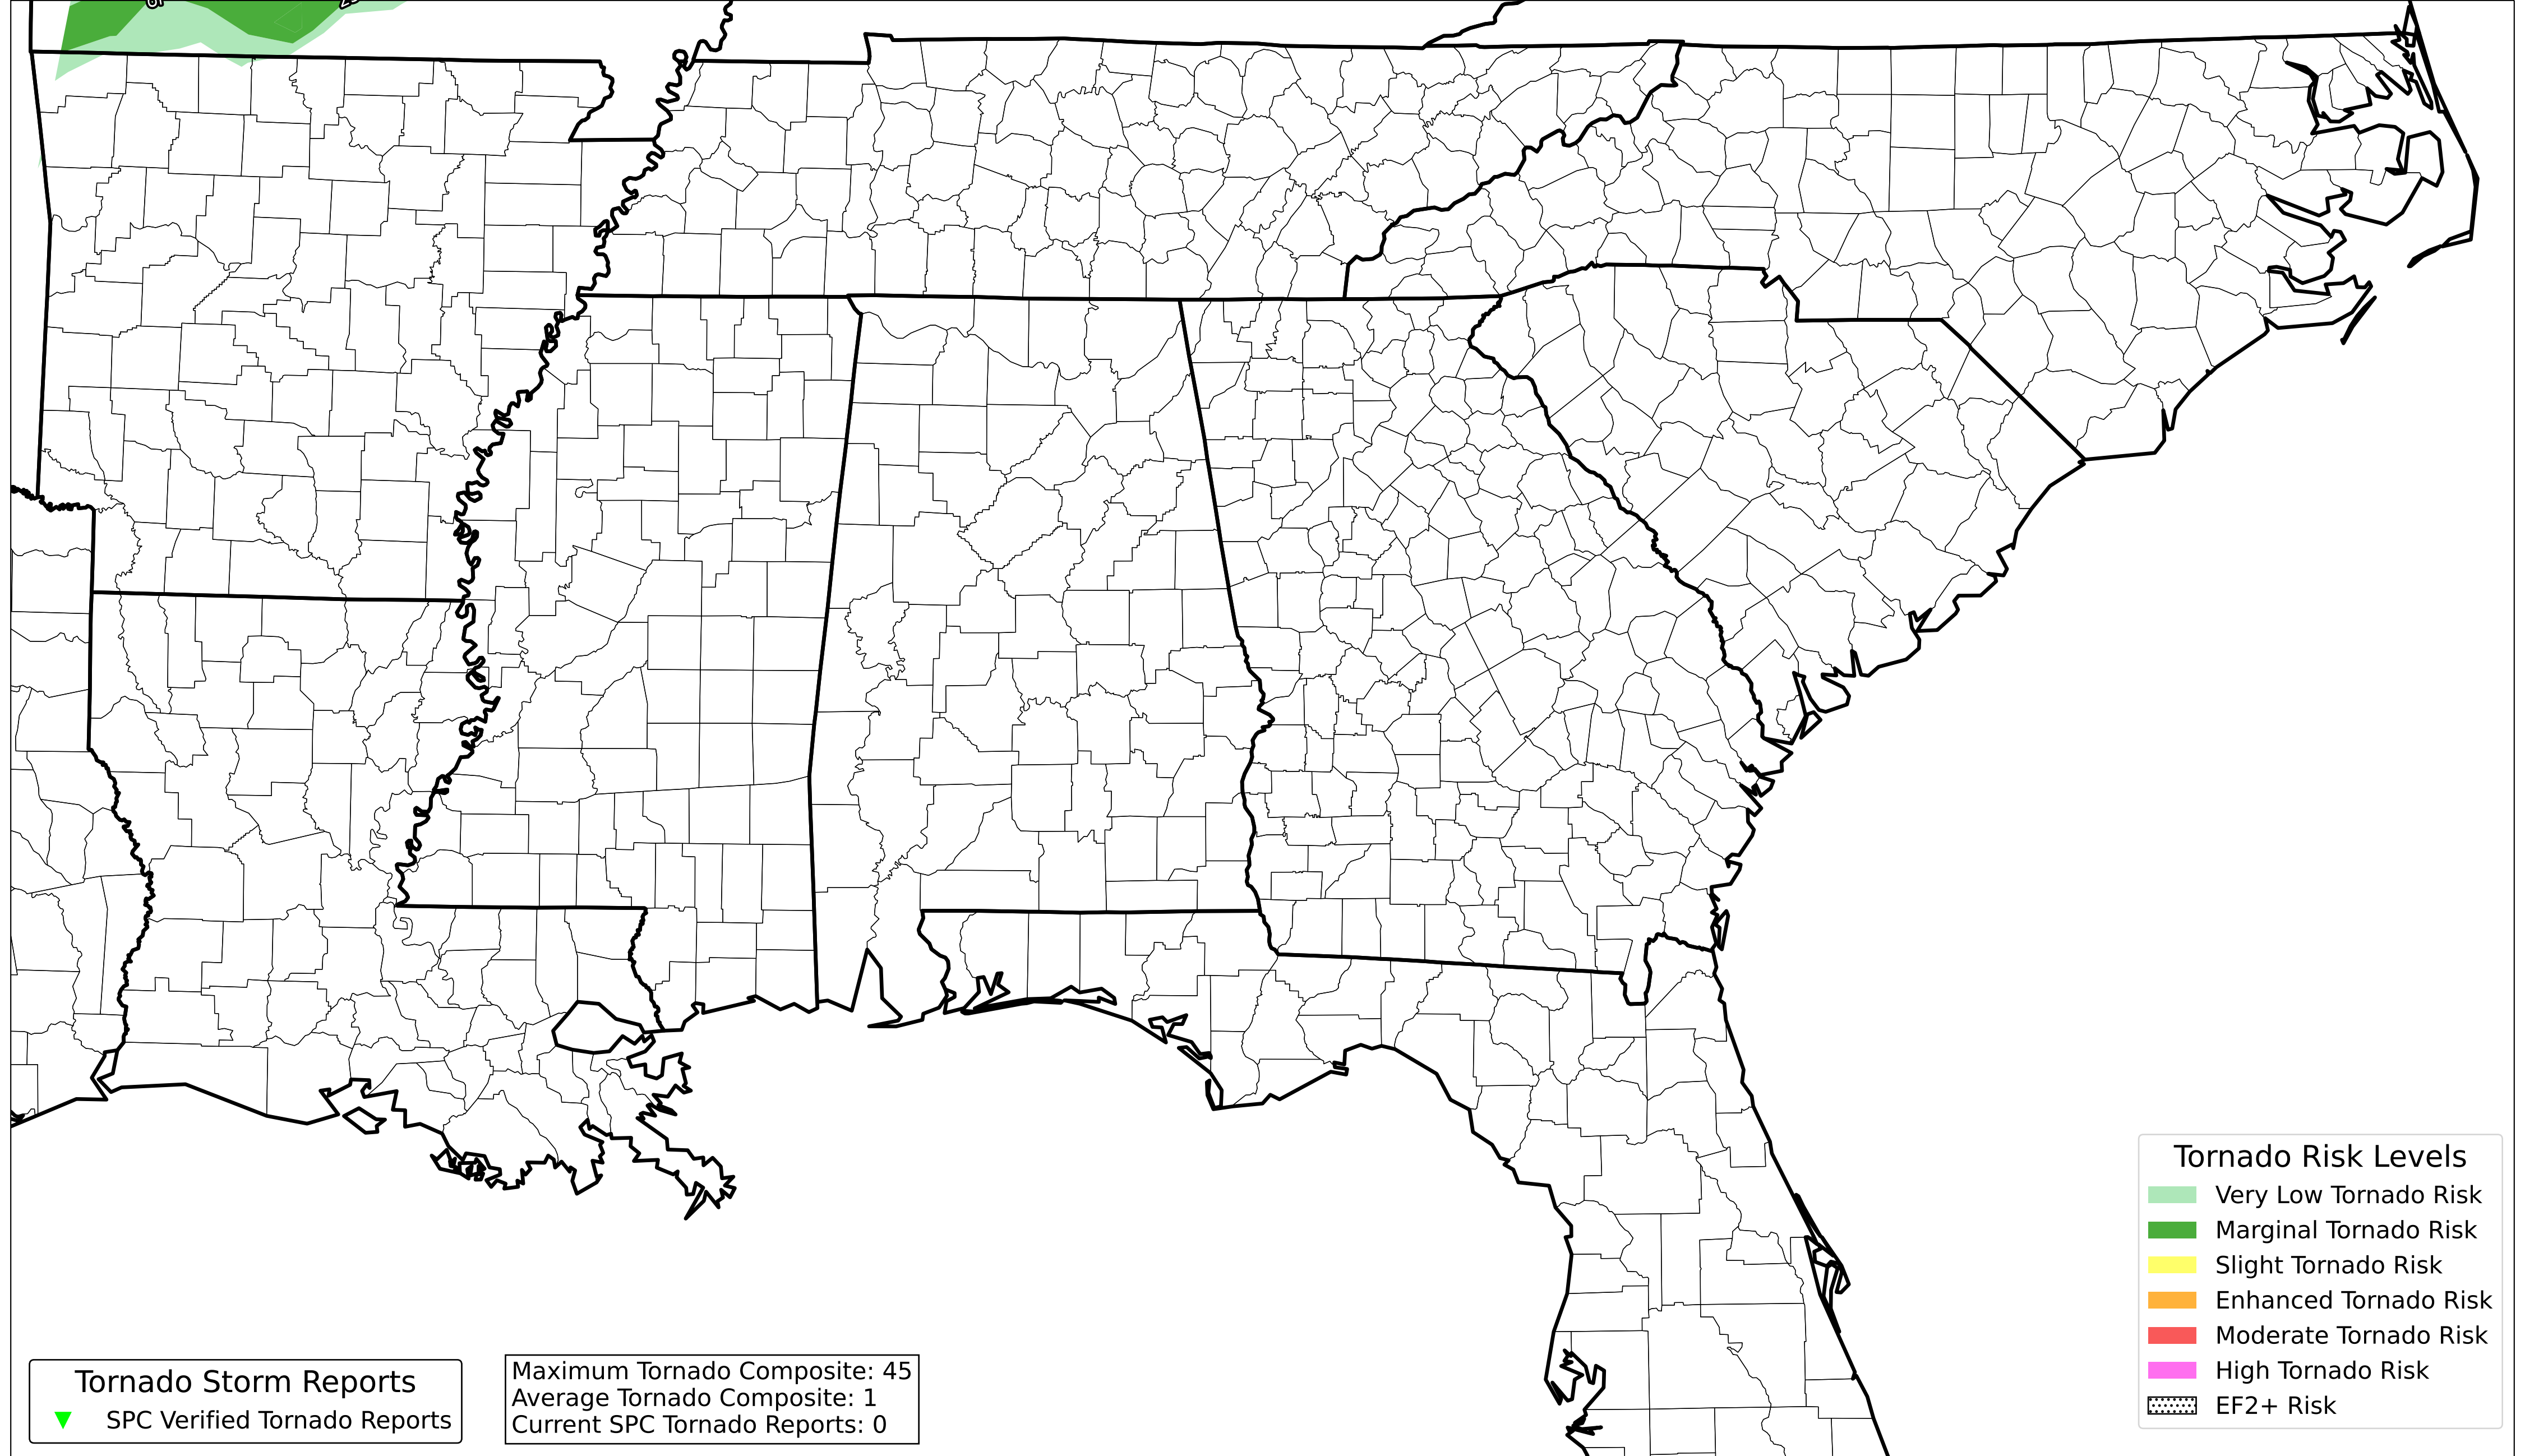 Tornado Risk Levels
Very Low Tornado Risk
Marginal Tornado Risk
Slight Tornado Risk
Enhanced Tornado Risk
Moderate Tornado Risk
High Tornado Risk
EF2+ Risk
Tornado Storm Reports
SPC Verified Tornado Reports
Maximum Tornado Composite: 45
Average Tornado Composite: 1
Current SPC Tornado Reports: 0